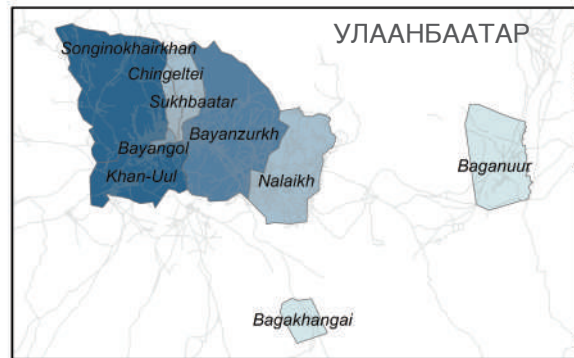 УЛААНБААТАР
Songinokhairkhan
Chingeltei
Sukhbaatar
Bayanzurkh
Bayangol
Khan-Uul
Nalaikh
Baganuur
Bagakhangai